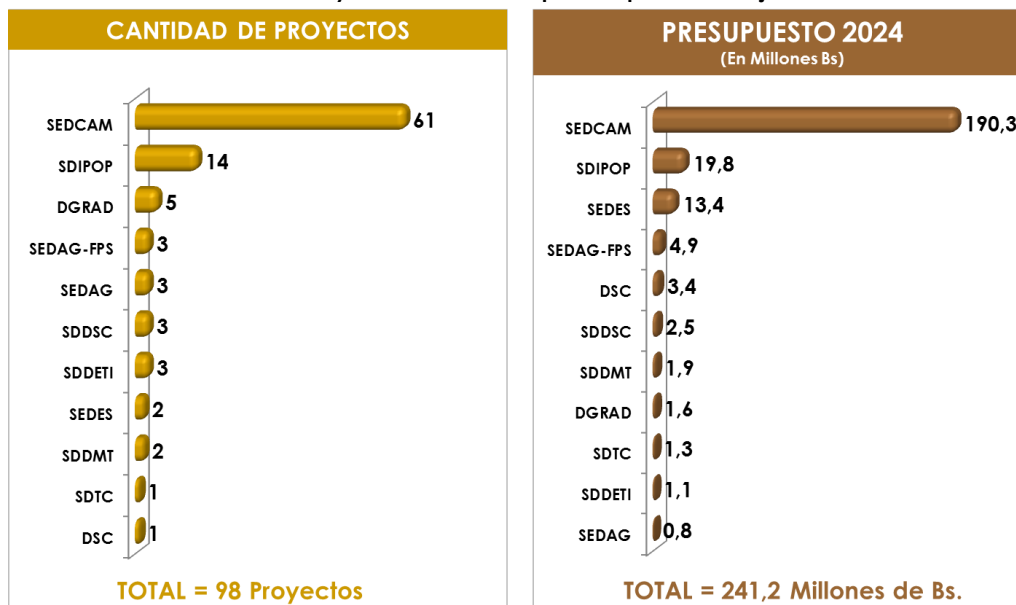 CANTIDAD DE PROYECTOS
SEDCAM 61
SDIPOP 14
DGRAD 5
SEDAG-FPS 3
SEDAG 3
SDDSC 3
SDDETI 3
SEDES 2
SDDMT 2
SDTC 1
DSC 1
TOTAL = 98 Proyectos
PRESUPUESTO 2024
(En Millones Bs)
SEDCAM 190,3
SDIPOP 19,8
SEDES 13,4
SEDAG-FPS 4,9
DSC 3,4
SDDSC 2,5
SDDMT 1,9
DGRAD 1,6
SDTC 1,3
SDDETI 1,1
SEDAG 0,8
TOTAL = 241,2 Millones de Bs.